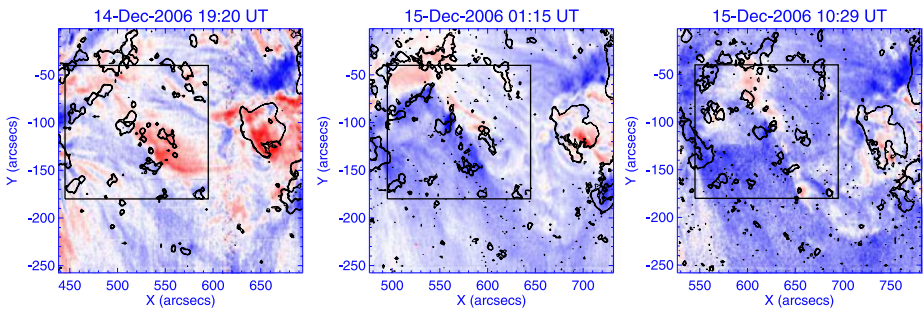 14-Dec-2006 19:20 UT
15-Dec-2006 01:15 UT
15-Dec-2006 10:29 UT
Y (arcsecs)
-50
-100
-150
-200
-250
450 500 550 600 650
X (arcsecs)
Y (arcsecs)
-50
-100
-150
-200
-250
500 550 600 650 700
X (arcsecs)
Y (arcsecs)
-50
-100
-150
-200
-250
550 600 650 700 750
X (arcsecs)